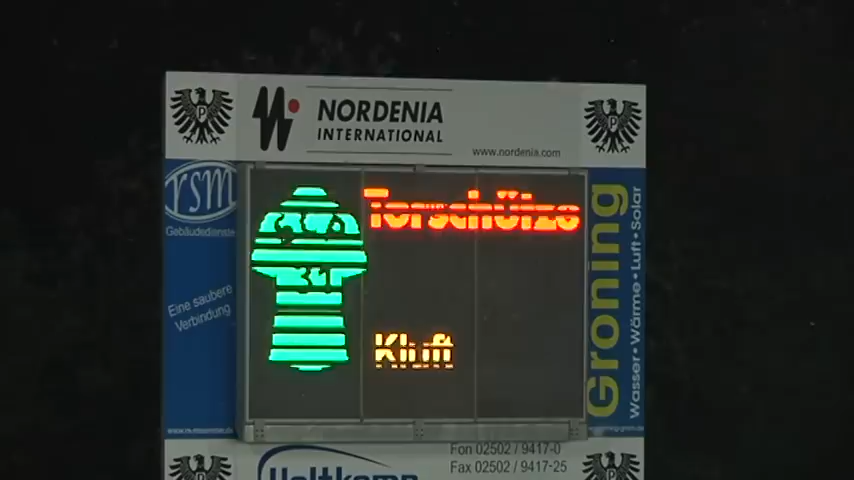 P
NORDENIA
INTERNATIONAL
www.nordenia.com
P
rsm
Gebäudedienste
Torschütze
Groning
Wasser • Wärme • Luft • Solar
Eine saubere
Verbindung
Kluft
Fon 02502 / 9417-0
Fax 02502 / 9417-25
Holtkamp
P
P